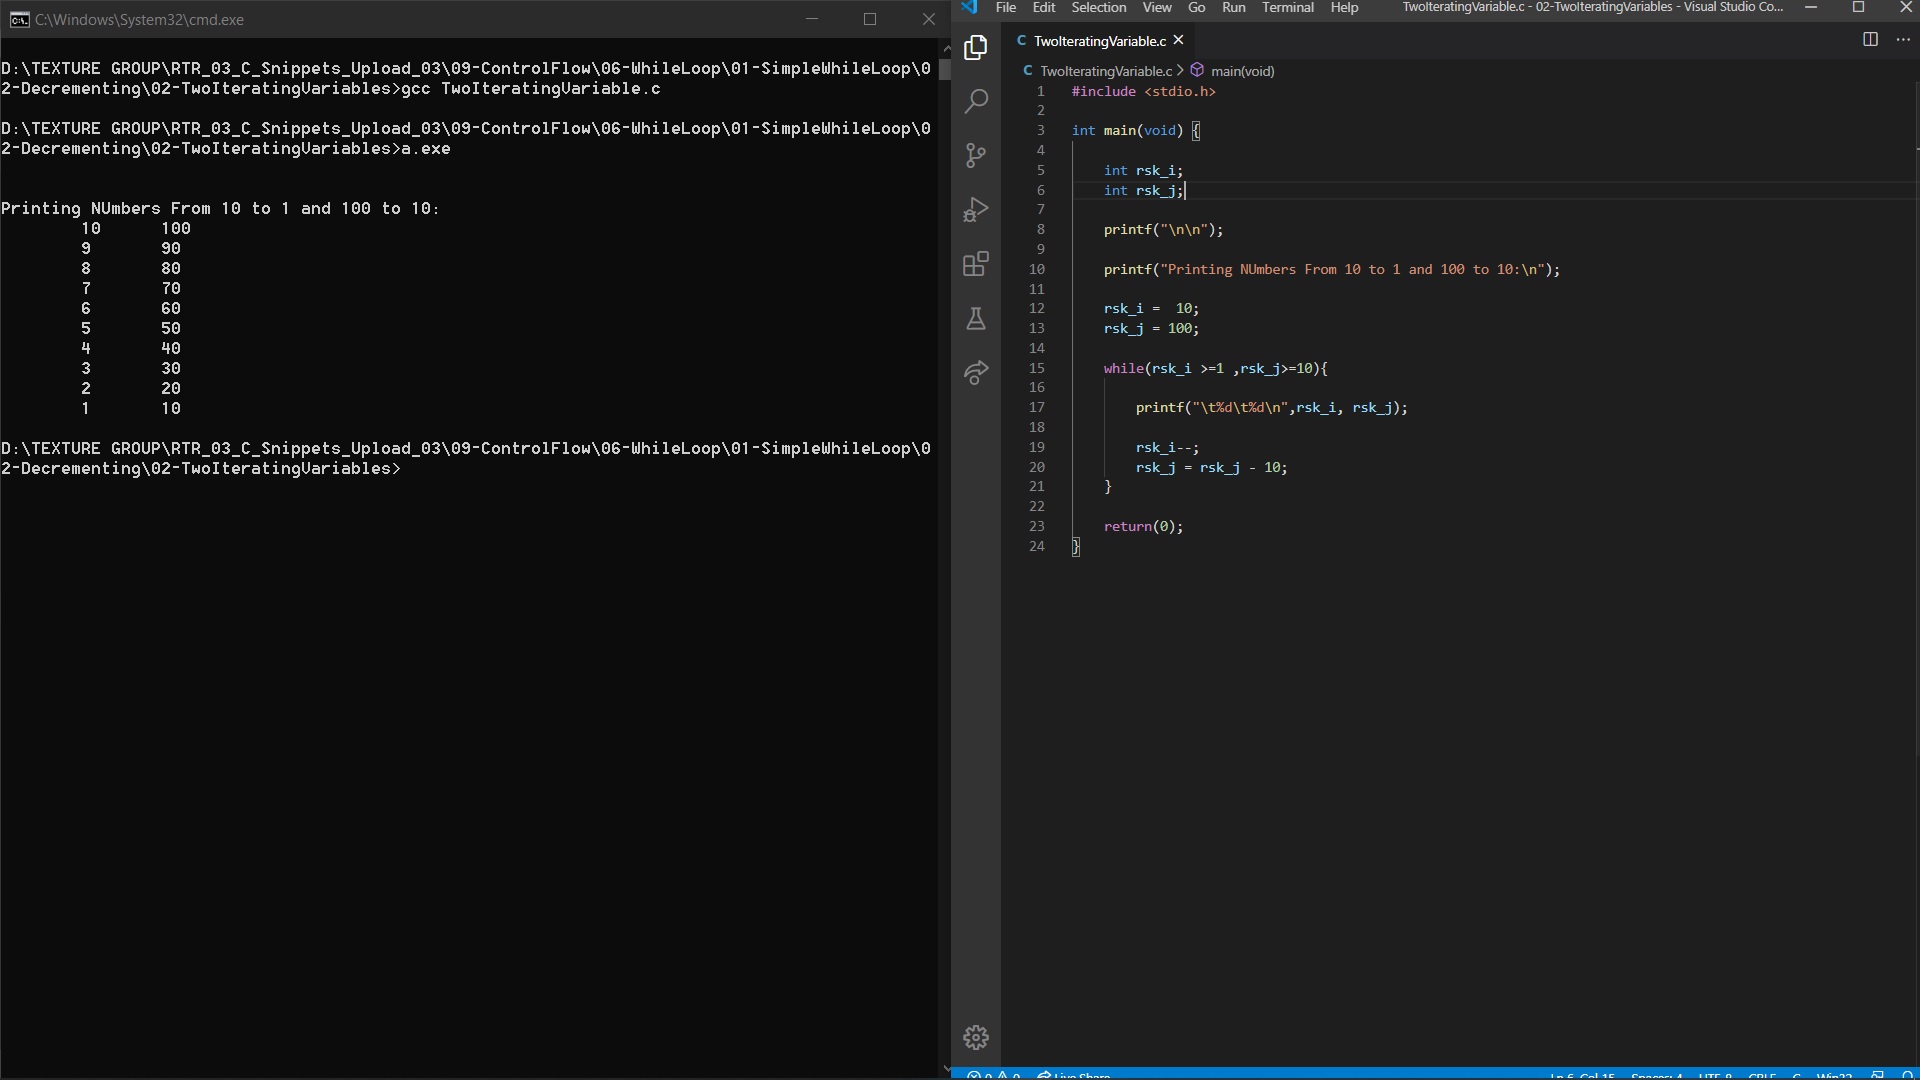 C:\Windows\System32\cmd.exe
D:\TEXTURE GROUP\RTR_03_C_Snippets_Upload_03\09-ControlFlow\06-WhileLoop\01-SimpleWhileLoop\0
2-Decrementing\02-TwoIteratingVariables>gcc TwoIteratingVariable.c
D:\TEXTURE GROUP\RTR_03_C_Snippets_Upload_03\09-ControlFlow\06-WhileLoop\01-SimpleWhileLoop\0
2-Decrementing\02-TwoIteratingVariables>a.exe
Printing NUmbers From 10 to 1 and 100 to 10:
10 100
9 90
8 80
7 70
6 60
5 50
4 40
3 30
2 20
1 10
D:\TEXTURE GROUP\RTR_03_C_Snippets_Upload_03\09-ControlFlow\06-WhileLoop\01-SimpleWhileLoop\0
2-Decrementing\02-TwoIteratingVariables>
File Edit Selection View Go Run Terminal Help TwoIteratingVariable.c - 02-TwoIteratingVariables - Visual Studio Co...
C TwoIteratingVariable.c
C TwoIteratingVariable.c > main(void)
1 #include <stdio.h>
2
3 int main(void) {
4
5 int rsk_i;
6 int rsk_j;
7
8 printf("\n\n");
9
10 printf("Printing NUmbers From 10 to 1 and 100 to 10:\n");
11
12 rsk_i =  10;
13 rsk_j = 100;
14
15 while(rsk_i >=1 ,rsk_j>=10){
16
17 printf("\t%d\t%d\n",rsk_i, rsk_j);
18
19 rsk_i--;
20 rsk_j = rsk_j - 10;
21 }
22
23 return(0);
24 }
0 0 Live Share Ln 6, Col 15 Spaces: 4 UTF-8 CRLF C Win32